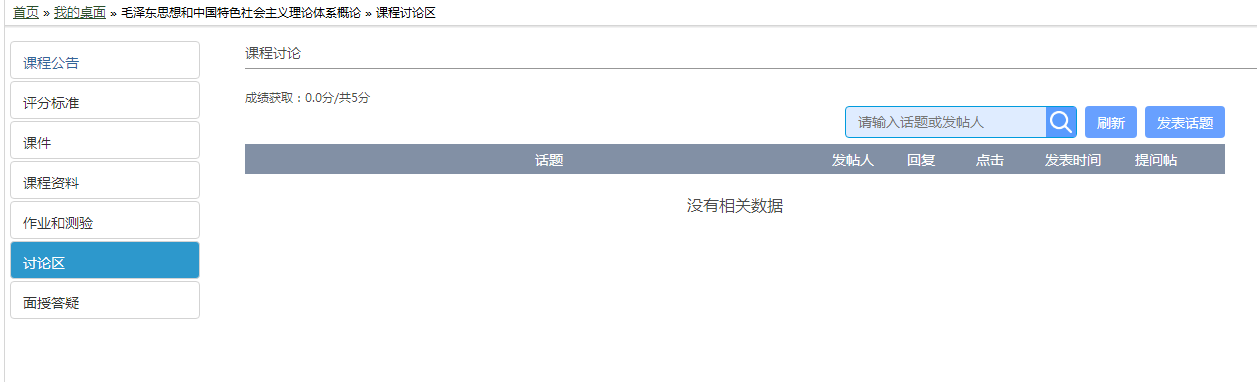 首页 » 我的桌面 » 毛泽东思想和中国特色社会主义理论体系概论 » 课程讨论区
课程公告
评分标准
课件
课程资料
作业和测验
讨论区
面授答疑
课程讨论
成绩获取：0.0分/共5分
请输入话题或发帖人 刷新 发表话题
话题 发帖人 回复 点击 发表时间 提问帖
没有相关数据